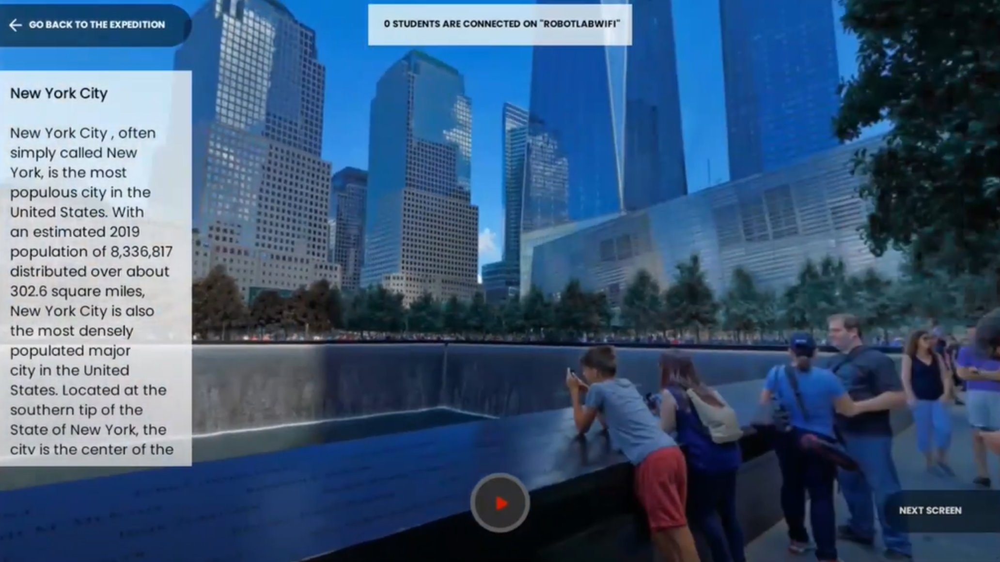 GO BACK TO THE EXPEDITION
0 STUDENTS ARE CONNECTED ON "ROBOTLABWIFI"
New York City
New York City , often
simply called New
York, is the most
populous city in the
United States. With
an estimated 2019
population of 8,336,817
distributed over about
302.6 square miles,
New York City is also
the most densely
populated major
city in the United
States. Located at the
southern tip of the
State of New York, the
city is the center of the
NEXT SCREEN